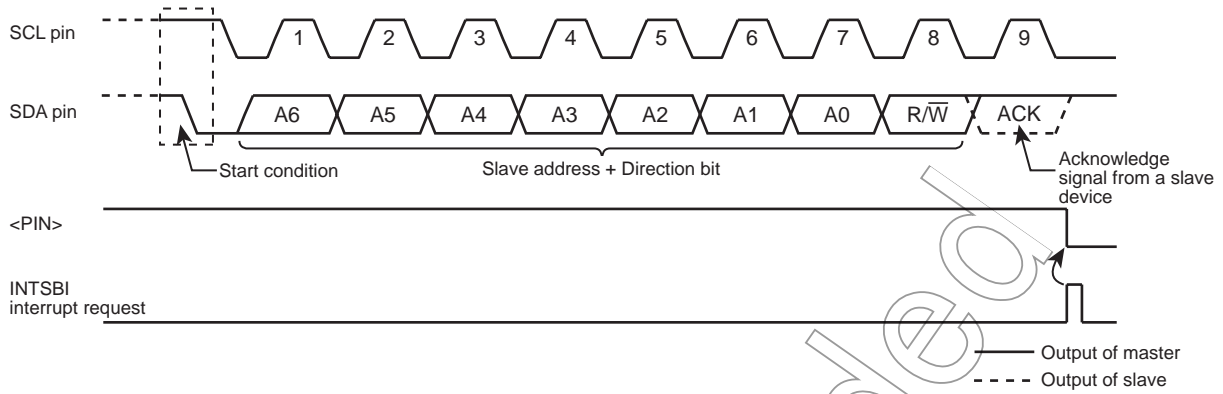 SCL pin
1 2 3 4 5 6 7 8 9
SDA pin
A6 A5 A4 A3 A2 A1 A0 R/W̅ ACK
Start condition
Slave address + Direction bit
Acknowledge
signal from a slave
device
<PIN>
INTSBI
interrupt request
Output of master
Output of slave
ded